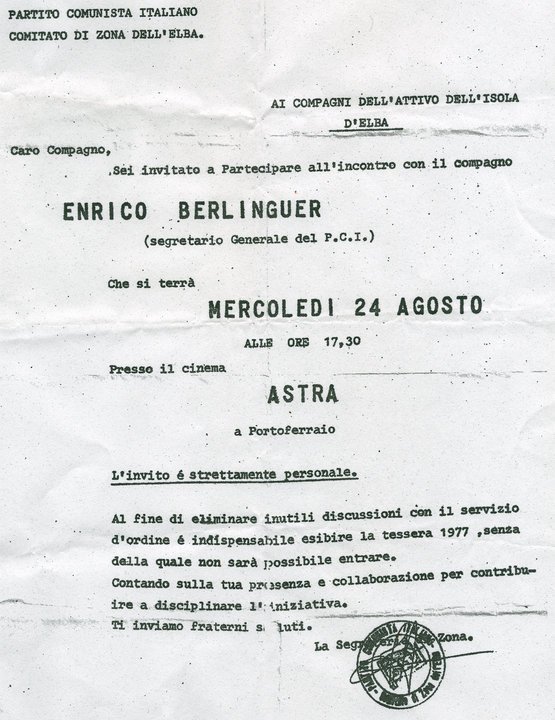 PARTITO COMUNISTA ITALIANO
COMITATO DI ZONA DELL'ELBA.
AI COMPAGNI DELL'ATTIVO DELL'ISOLA
D'ELBA
Caro Compagno,
Sei invitato a Partecipare all'incontro con il compagno
ENRICO BERLINGUER
(segretario Generale del P.C.I.)
Che si terrà
MERCOLEDI 24 AGOSTO
ALLE ORE 17,30
Presso il cinema
ASTRA
a Portoferraio
L'invito é strettamente personale.
Al fine di eliminare inutili discussioni con il servizio
d'ordine é indispensabile esibire la tessera 1977 ,senza
della quale non sarà possibile entrare.
Contando sulla tua presenza e collaborazione per contribu-
ire a disciplinare l'iniziativa.
Ti inviamo fraterni saluti.
La Segreteria Zona.
PARTITO COMUNISTA ITALIANO